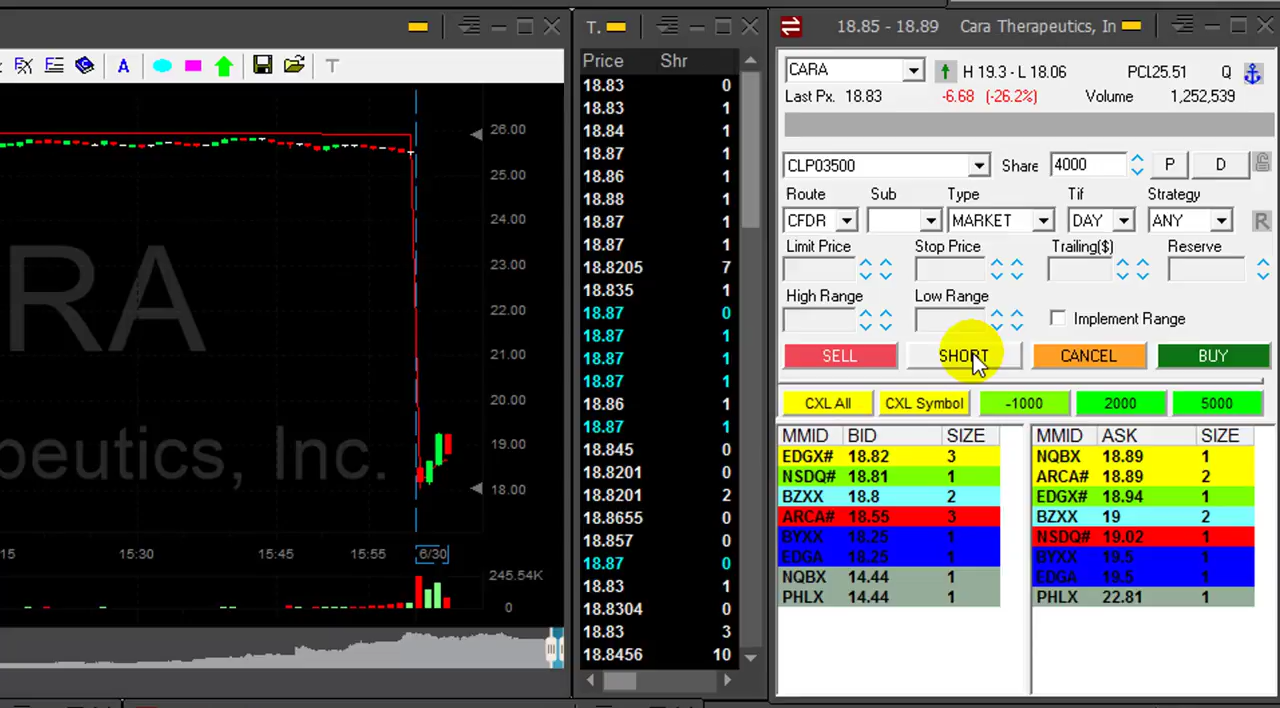 T.
18.85 - 18.89 Cara Therapeutics, In
A
T
CARA
H 19.3 - L 18.06 PCL25.51 Q
Last Px. 18.83 -6.68 (-26.2%) Volume 1,252,539
CLP03500 Share 4000 P D
Route Sub Type Tif Strategy
CFDR MARKET DAY ANY R
Limit Price Stop Price Trailing($) Reserve
High Range Low Range
Implement Range
SELL SHORT CANCEL BUY
CXL All CXL Symbol -1000 2000 5000
MMID BID SIZE
EDGX# 18.82 3
NSDQ# 18.81 1
BZXX 18.8 2
ARCA# 18.55 3
BYXX 18.25 1
EDGA 18.25 1
NQBX 14.44 1
PHLX 14.44 1
MMID ASK SIZE
NQBX 18.89 1
ARCA# 18.89 2
EDGX# 18.94 1
BZXX 19 2
NSDQ# 19.02 1
BYXX 19.5 1
EDGA 19.5 1
PHLX 22.81 1
Price Shr
18.83 0
18.83 1
18.84 1
18.87 1
18.86 1
18.88 1
18.87 1
18.87 1
18.8205 7
18.835 1
18.87 0
18.87 1
18.87 1
18.87 1
18.86 1
18.87 1
18.845 0
18.8201 0
18.8201 2
18.8655 0
18.857 0
18.87 0
18.83 1
18.8304 0
18.83 3
18.8456 10
26.00
25.00
24.00
23.00
22.00
21.00
20.00
19.00
18.00
RA
peutics, Inc.
15 15:30 15:45 15:55 6/30
245.54K
0